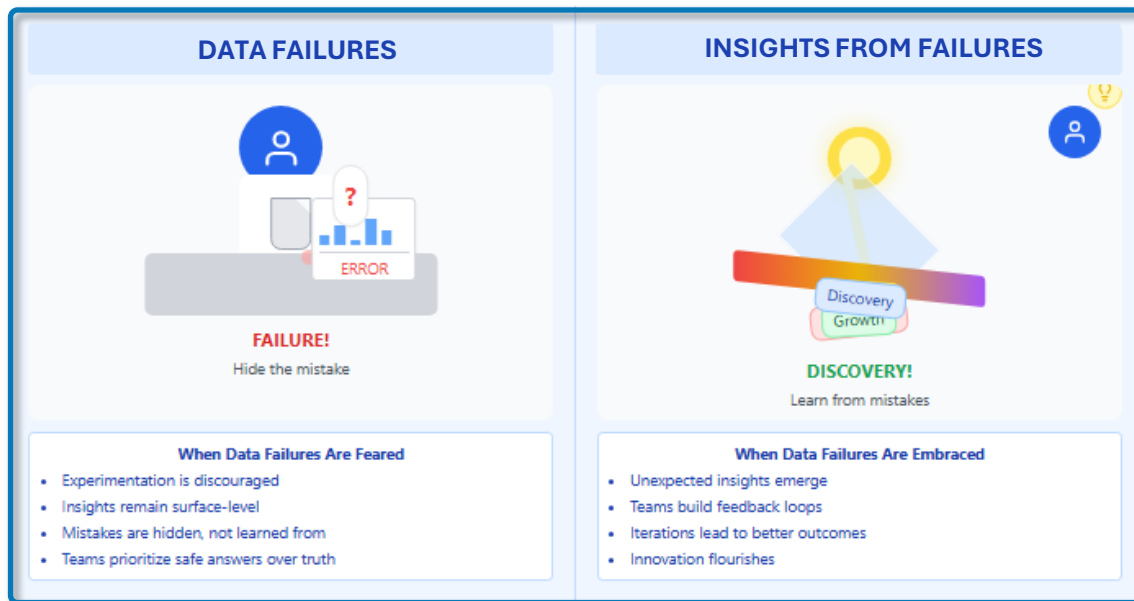 DATA FAILURES
?
ERROR
FAILURE!
Hide the mistake
When Data Failures Are Feared
• Experimentation is discouraged
• Insights remain surface-level
• Mistakes are hidden, not learned from
• Teams prioritize safe answers over truth
INSIGHTS FROM FAILURES
Discovery
Growth
DISCOVERY!
Learn from mistakes
When Data Failures Are Embraced
• Unexpected insights emerge
• Teams build feedback loops
• Iterations lead to better outcomes
• Innovation flourishes